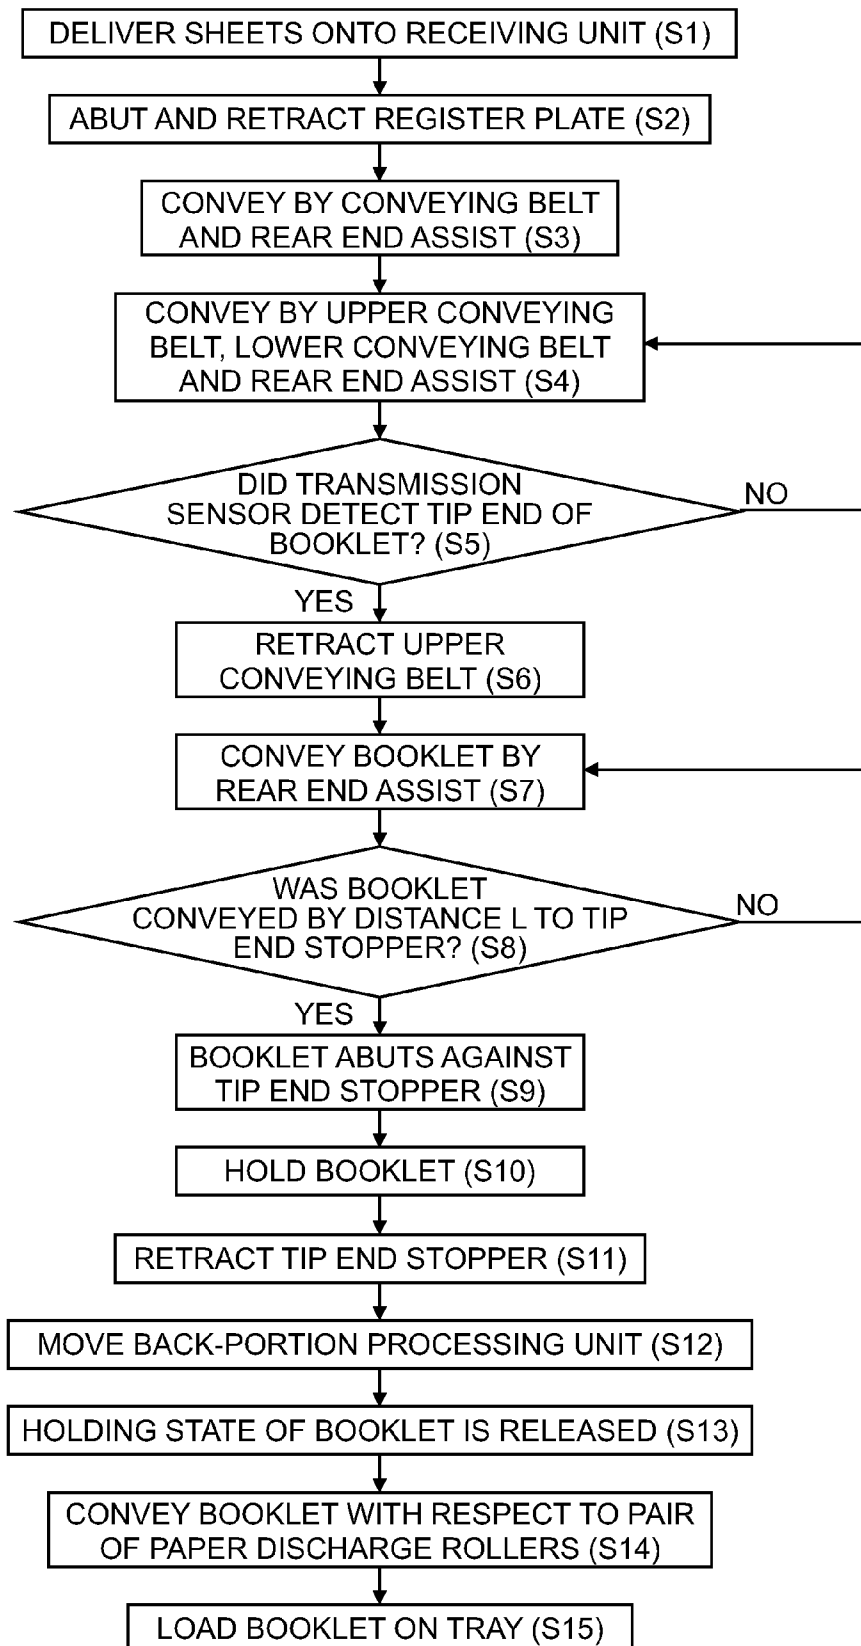 DELIVER SHEETS ONTO RECEIVING UNIT (S1)
ABUT AND RETRACT REGISTER PLATE (S2)
CONVEY BY CONVEYING BELT
AND REAR END ASSIST (S3)
CONVEY BY UPPER CONVEYING
BELT, LOWER CONVEYING BELT
AND REAR END ASSIST (S4)
DID TRANSMISSION
SENSOR DETECT TIP END OF
BOOKLET? (S5)
NO
YES
RETRACT UPPER
CONVEYING BELT (S6)
CONVEY BOOKLET BY
REAR END ASSIST (S7)
WAS BOOKLET
CONVEYED BY DISTANCE L TO TIP
END STOPPER? (S8)
NO
YES
BOOKLET ABUTS AGAINST
TIP END STOPPER (S9)
HOLD BOOKLET (S10)
RETRACT TIP END STOPPER (S11)
MOVE BACK-PORTION PROCESSING UNIT (S12)
HOLDING STATE OF BOOKLET IS RELEASED (S13)
CONVEY BOOKLET WITH RESPECT TO PAIR
OF PAPER DISCHARGE ROLLERS (S14)
LOAD BOOKLET ON TRAY (S15)